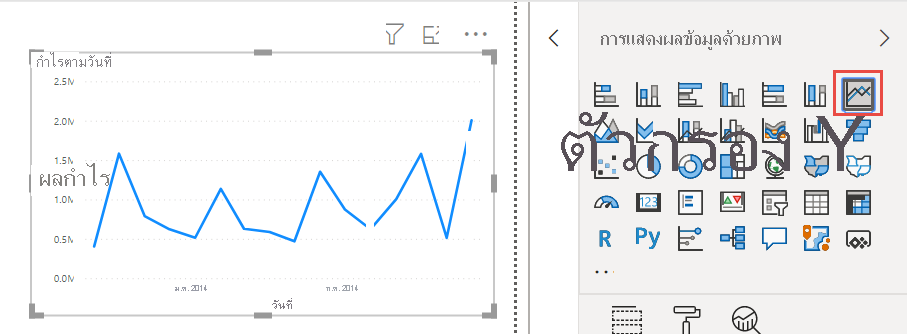 กำไรตามวันที่
การแสดงผลข้อมูลด้วยภาพ
2.5M
2.0M
1.5M
ผลกำไร
1.0M
0.5M
0.0M
ม.ค. 2014
ก.ค. 2014
วันที่
ตัวกรอง Y
123
R
Py